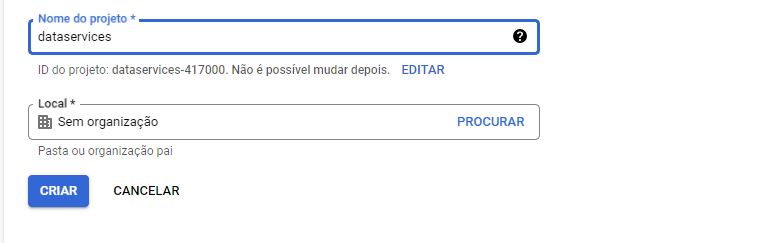 Nome do projeto *
dataservices
ID do projeto: dataservices-417000. Não é possível mudar depois. EDITAR
Local *
Sem organização PROCURAR
Pasta ou organização pai
CRIAR CANCELAR